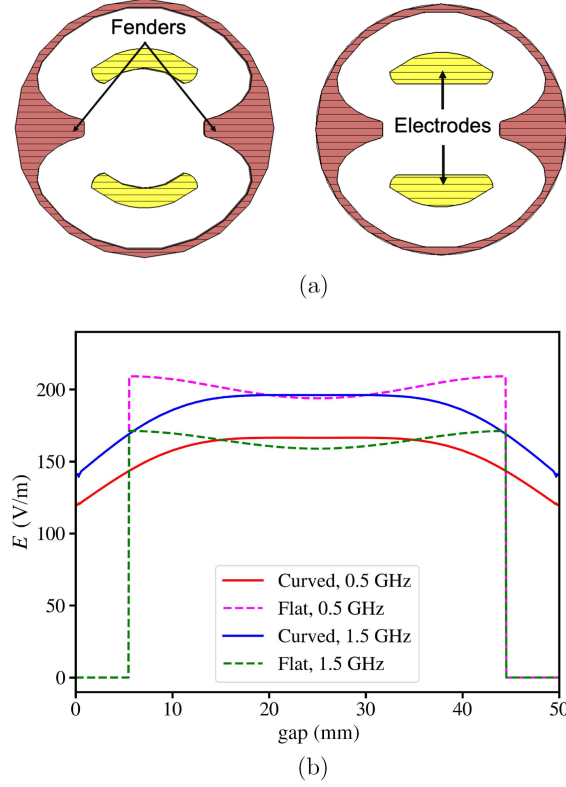 Fenders
Electrodes
(a)
E (V/m)
200
150
100
50
0
Curved, 0.5 GHz
Flat, 0.5 GHz
Curved, 1.5 GHz
Flat, 1.5 GHz
0 10 20 30 40 50
gap (mm)
(b)